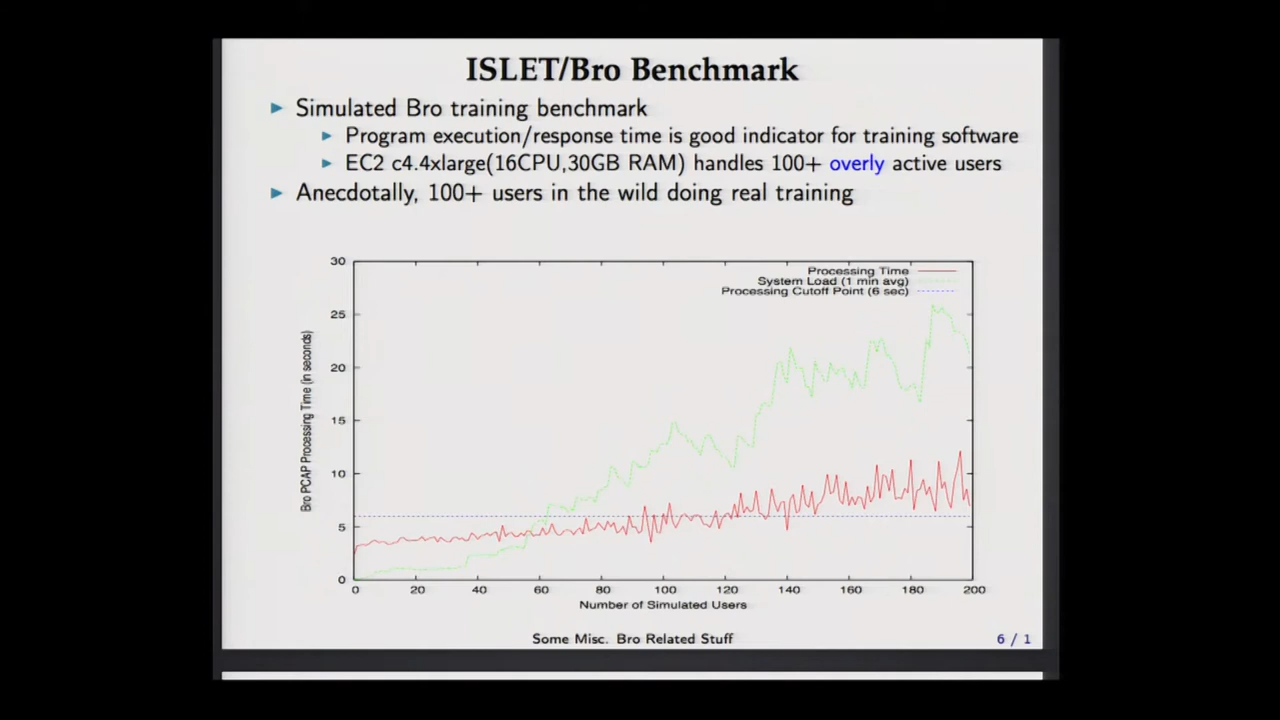 ISLET/Bro Benchmark
Simulated Bro training benchmark
Program execution/response time is good indicator for training software
EC2 c4.4xlarge(16CPU,30GB RAM) handles 100+ overly active users
Anecdotally, 100+ users in the wild doing real training
Processing Time
System Load (1 min avg)
Processing Cutoff Point (6 sec)
Bro PCAP Processing Time (in seconds)
30
25
20
15
10
5
0
0 20 40 60 80 100 120 140 160 180 200
Number of Simulated Users
Some Misc. Bro Related Stuff
6 / 1